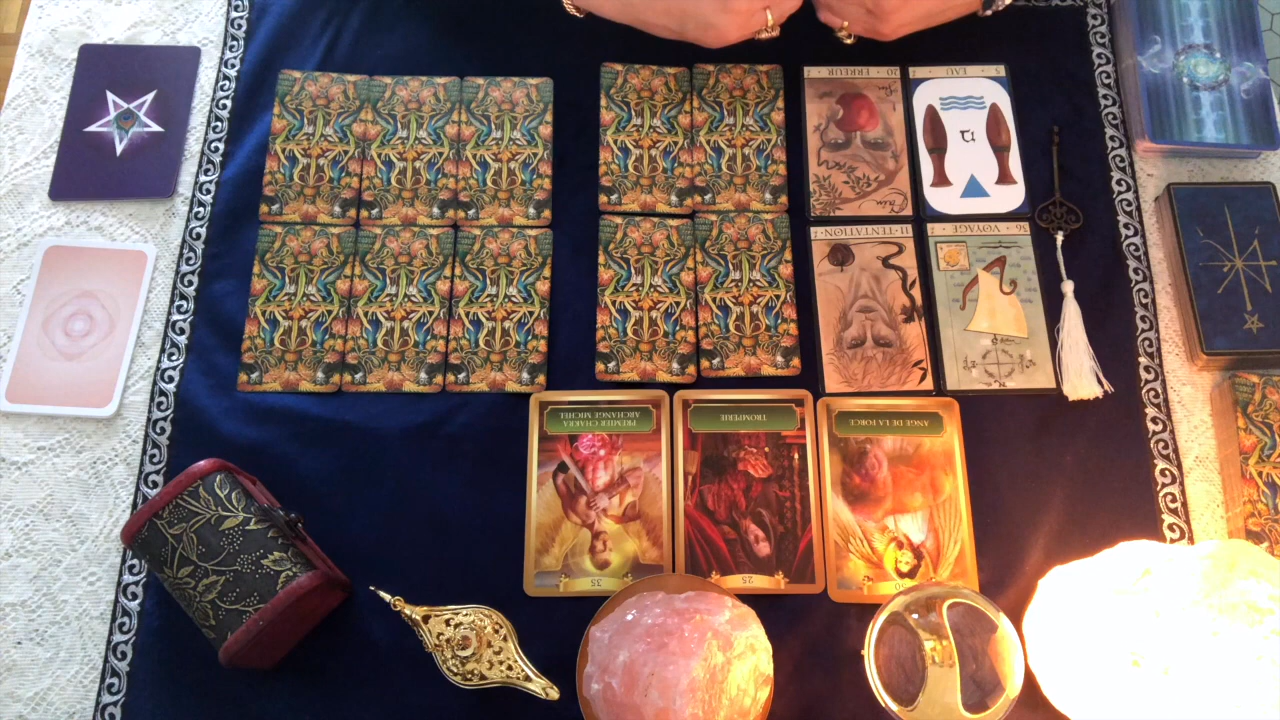 20 · ERREUR
5 · EAU
11 · TENTATION
36 · VOYAGE
PREMIER CHAKRA
ARCHANGE MICHEL
35
TROMPERIE
25
ANGE DE LA FORCE
50